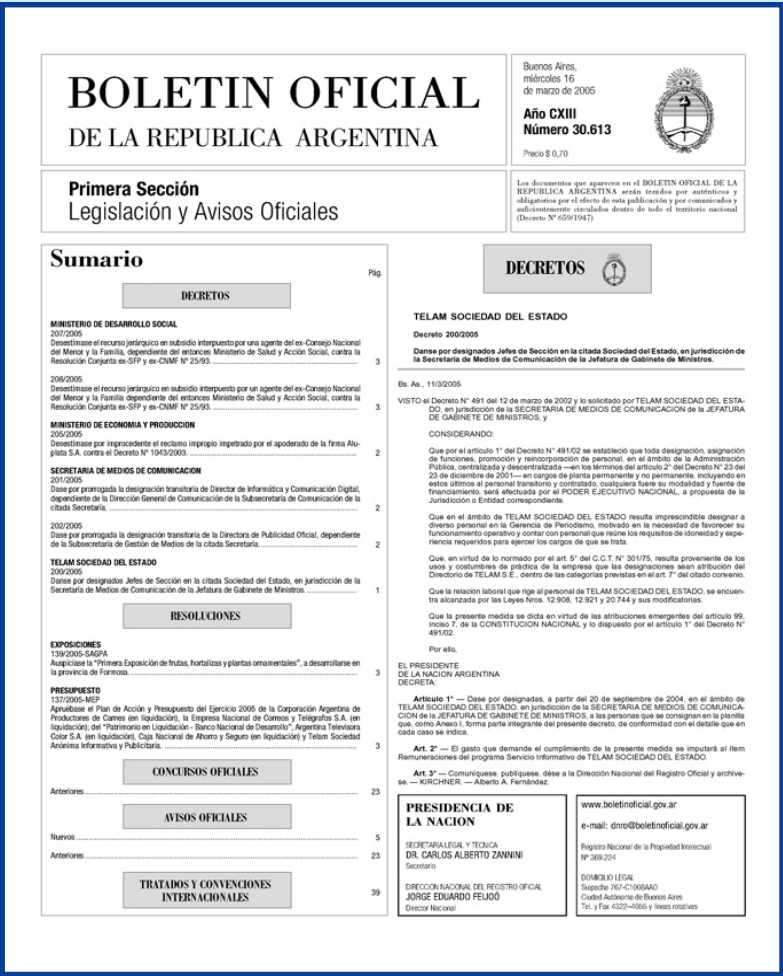 BOLETIN OFICIAL
DE LA REPUBLICA ARGENTINA
Buenos Aires,
miércoles 16
de marzo de 2005
Año CXIII
Número 30.613
Precio $ 0,70
Primera Sección
Legislación y Avisos Oficiales
Los documentos que aparecen en el BOLETIN OFICIAL DE LA
REPUBLICA ARGENTINA serán tenidos por auténticos y
obligatorios por el efecto de esta publicación y por comunicados y
suficientemente circulados dentro de todo el territorio nacional
(Decreto Nº 659/1947)
Sumario
Pág.
DECRETOS
MINISTERIO DE DESARROLLO SOCIAL
207/2005
Desestímase el recurso jerárquico en subsidio interpuesto por una agente del ex-Consejo Nacional
del Menor y la Familia, dependiente del entonces Ministerio de Salud y Acción Social, contra la
Resolución Conjunta ex-SFP y ex-CNMF Nº 25/93. .......... 3
208/2005
Desestímase el recurso jerárquico en subsidio interpuesto por un agente del ex-Consejo Nacional
del Menor y la Familia dependiente del entonces Ministerio de Salud y Acción Social, contra la
Resolución Conjunta ex-SFP y ex-CNMF Nº 25/93. .......... 3
MINISTERIO DE ECONOMIA Y PRODUCCION
205/2005
Desestímase por improcedente el reclamo impropio impetrado por el apoderado de la firma Alu-
plata S.A. contra el Decreto Nº 1043/2003. .......... 2
SECRETARIA DE MEDIOS DE COMUNICACION
201/2005
Dase por prorrogada la designación transitoria de Director de Informática y Comunicación Digital,
dependiente de la Dirección General de Comunicación de la Subsecretaría de Comunicación de la
citada Secretaría. .......... 2
202/2005
Dase por prorrogada la designación transitoria de la Directora de Publicidad Oficial, dependiente
de la Subsecretaría de Gestión de Medios de la citada Secretaría. .......... 2
TELAM SOCIEDAD DEL ESTADO
200/2005
Danse por designados Jefes de Sección en la citada Sociedad del Estado, en jurisdicción de la
Secretaría de Medios de Comunicación de la Jefatura de Gabinete de Ministros. .......... 1
RESOLUCIONES
EXPOSICIONES
139/2005-SAGPA
Auspíciase la "Primera Exposición de frutas, hortalizas y plantas ornamentales", a desarrollarse en
la provincia de Formosa. .......... 3
PRESUPUESTO
137/2005-MEP
Apruébase el Plan de Acción y Presupuesto del Ejercicio 2005 de la Corporación Argentina de
Productores de Carnes (en liquidación), la Empresa Nacional de Correos y Telégrafos S.A. (en
liquidación); del "Patrimonio en Liquidación - Banco Nacional de Desarrollo"; Argentina Televisora
Color S.A. (en liquidación), Caja Nacional de Ahorro y Seguro (en liquidación) y Telam Sociedad
Anónima Informativa y Publicitaria. .......... 3
CONCURSOS OFICIALES
Anteriores .......... 23
AVISOS OFICIALES
Nuevos .......... 5
Anteriores .......... 23
TRATADOS Y CONVENCIONES
INTERNACIONALES
39
DECRETOS
TELAM SOCIEDAD DEL ESTADO
Decreto 200/2005
Danse por designados Jefes de Sección en la citada Sociedad del Estado, en jurisdicción de
la Secretaría de Medios de Comunicación de la Jefatura de Gabinete de Ministros.
Bs. As., 11/3/2005
VISTO el Decreto N° 491 del 12 de marzo de 2002 y lo solicitado por TELAM SOCIEDAD DEL ESTA-
DO, en jurisdicción de la SECRETARIA DE MEDIOS DE COMUNICACION de la JEFATURA
DE GABINETE DE MINISTROS, y
CONSIDERANDO:
Que por el artículo 1° del Decreto N° 491/02 se estableció que toda designación, asignación
de funciones, promoción y reincorporación de personal, en el ámbito de la Administración
Pública, centralizada y descentralizada —en los términos del artículo 2° del Decreto N° 23 del
23 de diciembre de 2001— en cargos de planta permanente y no permanente, incluyendo en
estos últimos al personal transitorio y contratado, cualquiera fuere su modalidad y fuente de
financiamiento, será efectuada por el PODER EJECUTIVO NACIONAL, a propuesta de la
Jurisdicción o Entidad correspondiente.
Que en el ámbito de TELAM SOCIEDAD DEL ESTADO resulta imprescindible designar a
diverso personal en la Gerencia de Periodismo, motivado en la necesidad de favorecer su
funcionamiento operativo y contar con personal que reúne los requisitos de idoneidad y expe-
riencia requeridos para ejercer los cargos de que se trata.
Que, en virtud de lo normado por el art. 5° del C.C.T. N° 301/75, resulta proveniente de los
usos y costumbres de práctica de la empresa que las designaciones sean atribución del
Directorio de TELAM S.E., dentro de las categorías previstas en el art. 7° del citado convenio.
Que la relación laboral que rige al personal de TELAM SOCIEDAD DEL ESTADO, se encuen-
tra alcanzada por las Leyes Nros. 12.908, 12.921 y 20.744 y sus modificatorias.
Que la presente medida se dicta en virtud de las atribuciones emergentes del artículo 99,
inciso 7, de la CONSTITUCION NACIONAL y lo dispuesto por el artículo 1° del Decreto N°
491/02.
Por ello,
EL PRESIDENTE
DE LA NACION ARGENTINA
DECRETA:
Artículo 1° — Dase por designadas, a partir del 20 de septiembre de 2004, en el ámbito de
TELAM SOCIEDAD DEL ESTADO, en jurisdicción de la SECRETARIA DE MEDIOS DE COMUNICA-
CION de la JEFATURA DE GABINETE DE MINISTROS, a las personas que se consignan en la planilla
que, como Anexo I, forma parte integrante del presente decreto, de conformidad con el detalle que en
cada caso se indica.
Art. 2° — El gasto que demande el cumplimiento de la presente medida se imputará al ítem
Remuneraciones del programa Servicio Informativo de TELAM SOCIEDAD DEL ESTADO.
Art. 3° — Comuníquese, publíquese, dése a la Dirección Nacional del Registro Oficial y archíve-
se. — KIRCHNER. — Alberto A. Fernández.
PRESIDENCIA DE
LA NACION
SECRETARIA LEGAL Y TECNICA
DR. CARLOS ALBERTO ZANNINI
Secretario
DIRECCION NACIONAL DEL REGISTRO OFICIAL
JORGE EDUARDO FEIJOÓ
Director Nacional
www.boletinoficial.gov.ar
e-mail: dnro@boletinoficial.gov.ar
Registro Nacional de la Propiedad Intelectual
Nº 369.224
DOMICILIO LEGAL
Suipacha 767-C1008AAO
Ciudad Autónoma de Buenos Aires
Tel. y Fax 4322-4055 y líneas rotativas